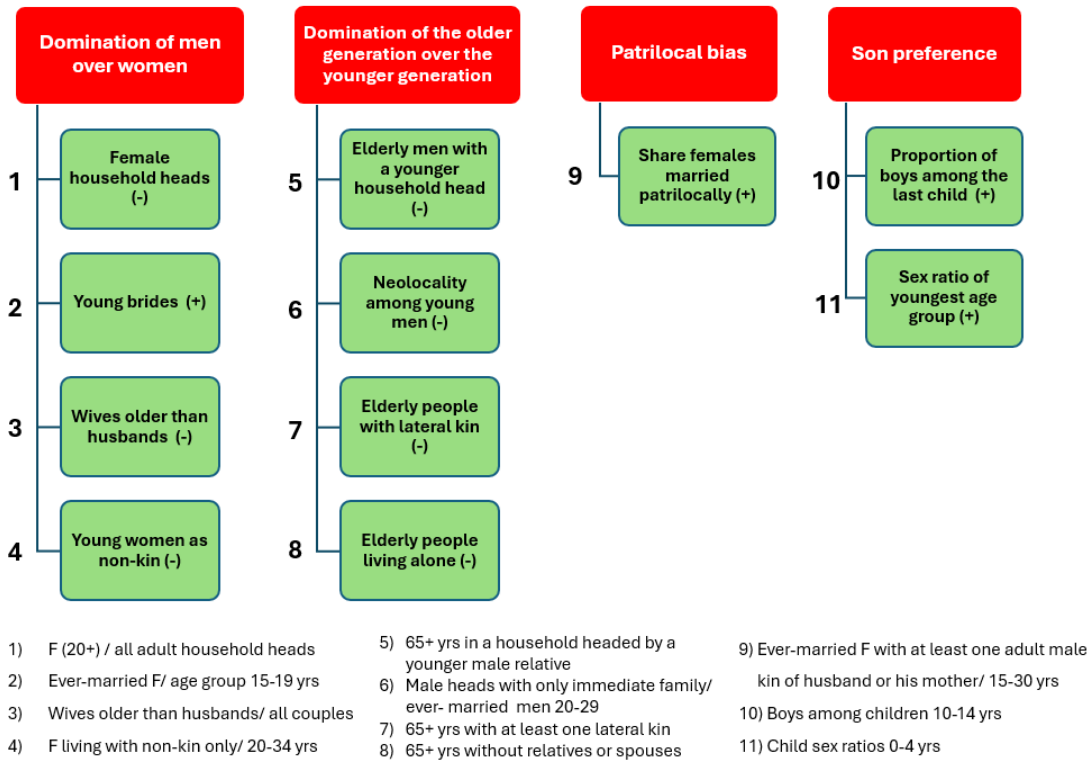 Domination of men
over women
Domination of the older
generation over the
younger generation
Patrilocal bias
Son preference
1
Female
household heads
(-)
2
Young brides (+)
3
Wives older than
husbands (-)
4
Young women as
non-kin (-)
5
Elderly men with
a younger
household head
(-)
6
Neolocality
among young
men (-)
7
Elderly people
with lateral kin
(-)
8
Elderly people
living alone (-)
9
Share females
married
patrilocally (+)
10
Proportion of
boys among the
last child (+)
11
Sex ratio of
youngest age
group (+)
1) F (20+) / all adult household heads
2) Ever-married F/ age group 15-19 yrs
3) Wives older than husbands/ all couples
4) F living with non-kin only/ 20-34 yrs
5) 65+ yrs in a household headed by a
younger male relative
6) Male heads with only immediate family/
ever- married men 20-29
7) 65+ yrs with at least one lateral kin
8) 65+ yrs without relatives or spouses
9) Ever-married F with at least one adult male
kin of husband or his mother/ 15-30 yrs
10) Boys among children 10-14 yrs
11) Child sex ratios 0-4 yrs